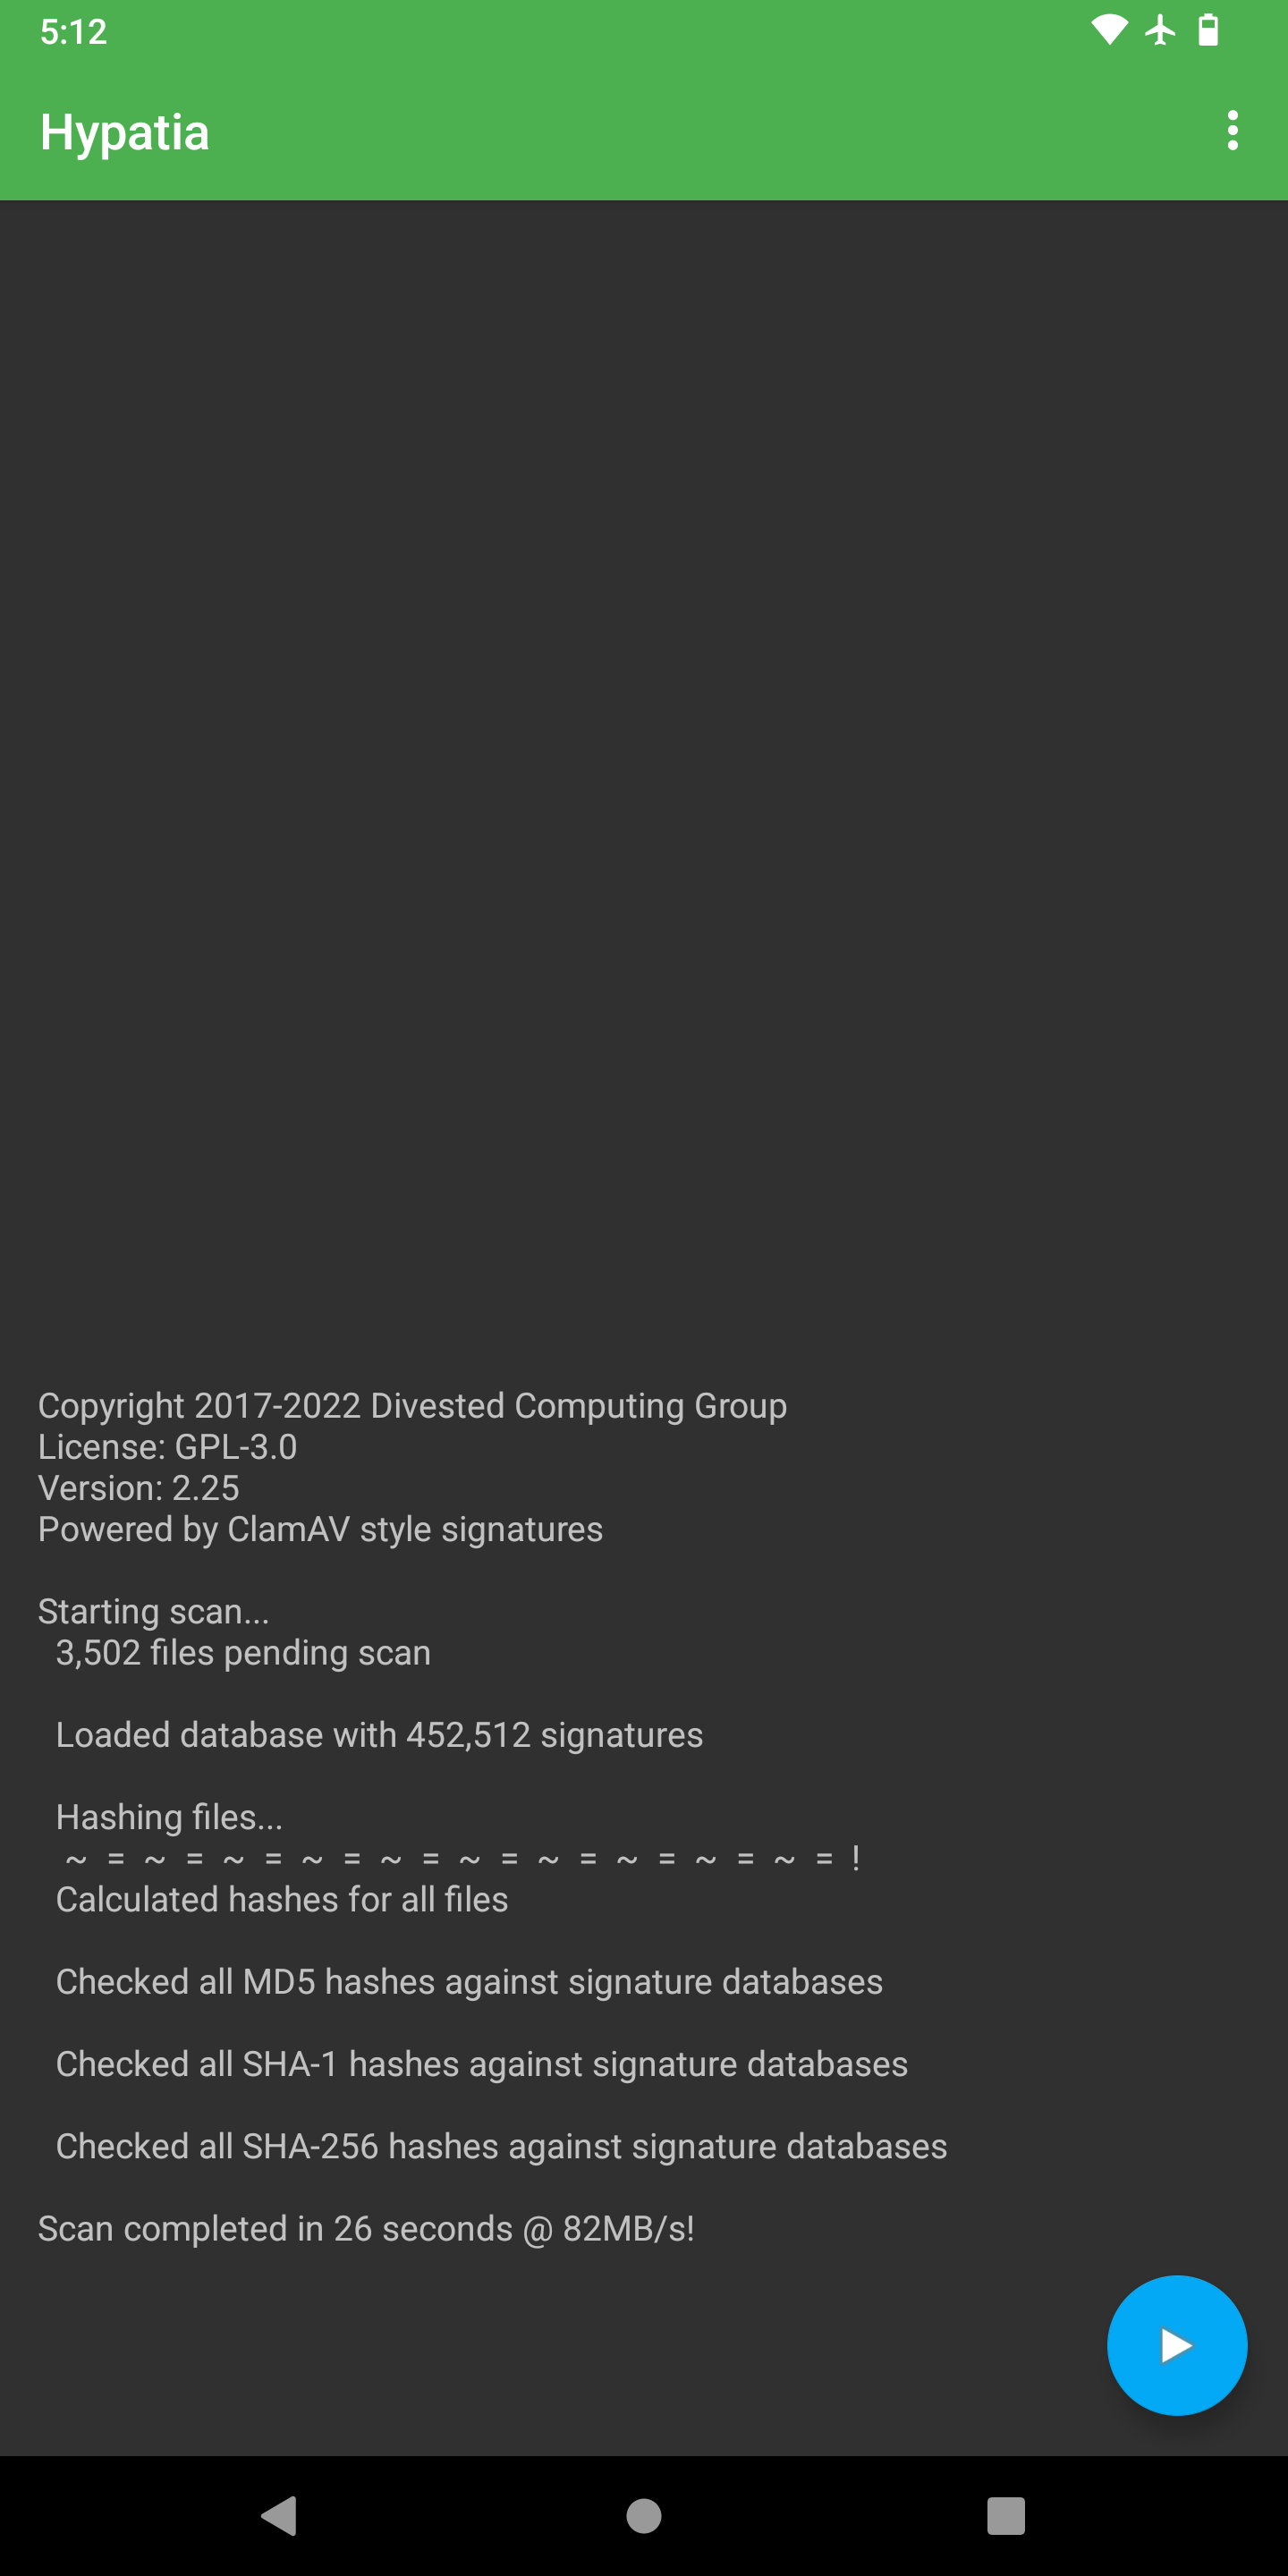 5:12
Hypatia
Copyright 2017-2022 Divested Computing Group
License: GPL-3.0
Version: 2.25
Powered by ClamAV style signatures
Starting scan...
3,502 files pending scan
Loaded database with 452,512 signatures
Hashing files...
~ = ~ = ~ = ~ = ~ = ~ = ~ = ~ = ~ = ~ = !
Calculated hashes for all files
Checked all MD5 hashes against signature databases
Checked all SHA-1 hashes against signature databases
Checked all SHA-256 hashes against signature databases
Scan completed in 26 seconds @ 82MB/s!